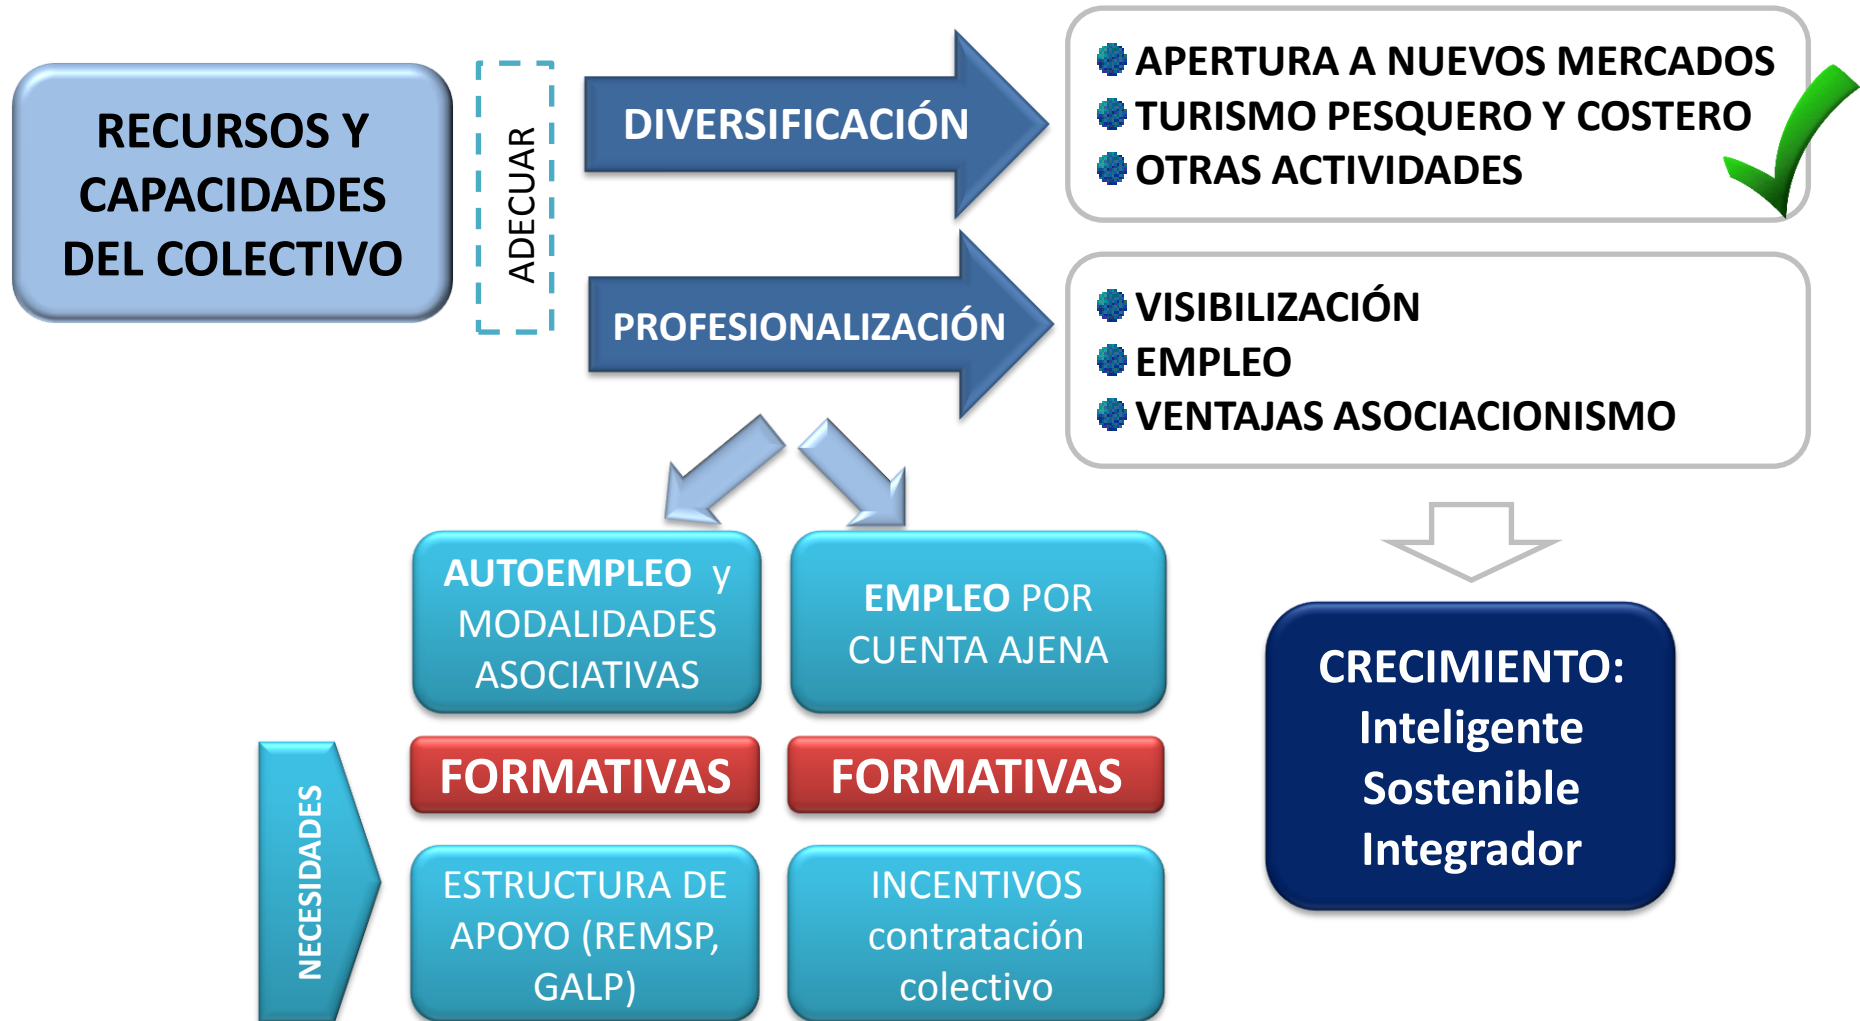 RECURSOS Y
CAPACIDADES
DEL COLECTIVO
ADECUAR
DIVERSIFICACIÓN
APERTURA A NUEVOS MERCADOS
TURISMO PESQUERO Y COSTERO
OTRAS ACTIVIDADES
PROFESIONALIZACIÓN
VISIBILIZACIÓN
EMPLEO
VENTAJAS ASOCIACIONISMO
AUTOEMPLEO y
MODALIDADES
ASOCIATIVAS
EMPLEO POR
CUENTA AJENA
CRECIMIENTO:
Inteligente
Sostenible
Integrador
NECESIDADES
FORMATIVAS
FORMATIVAS
ESTRUCTURA DE
APOYO (REMSP,
GALP)
INCENTIVOS
contratación
colectivo